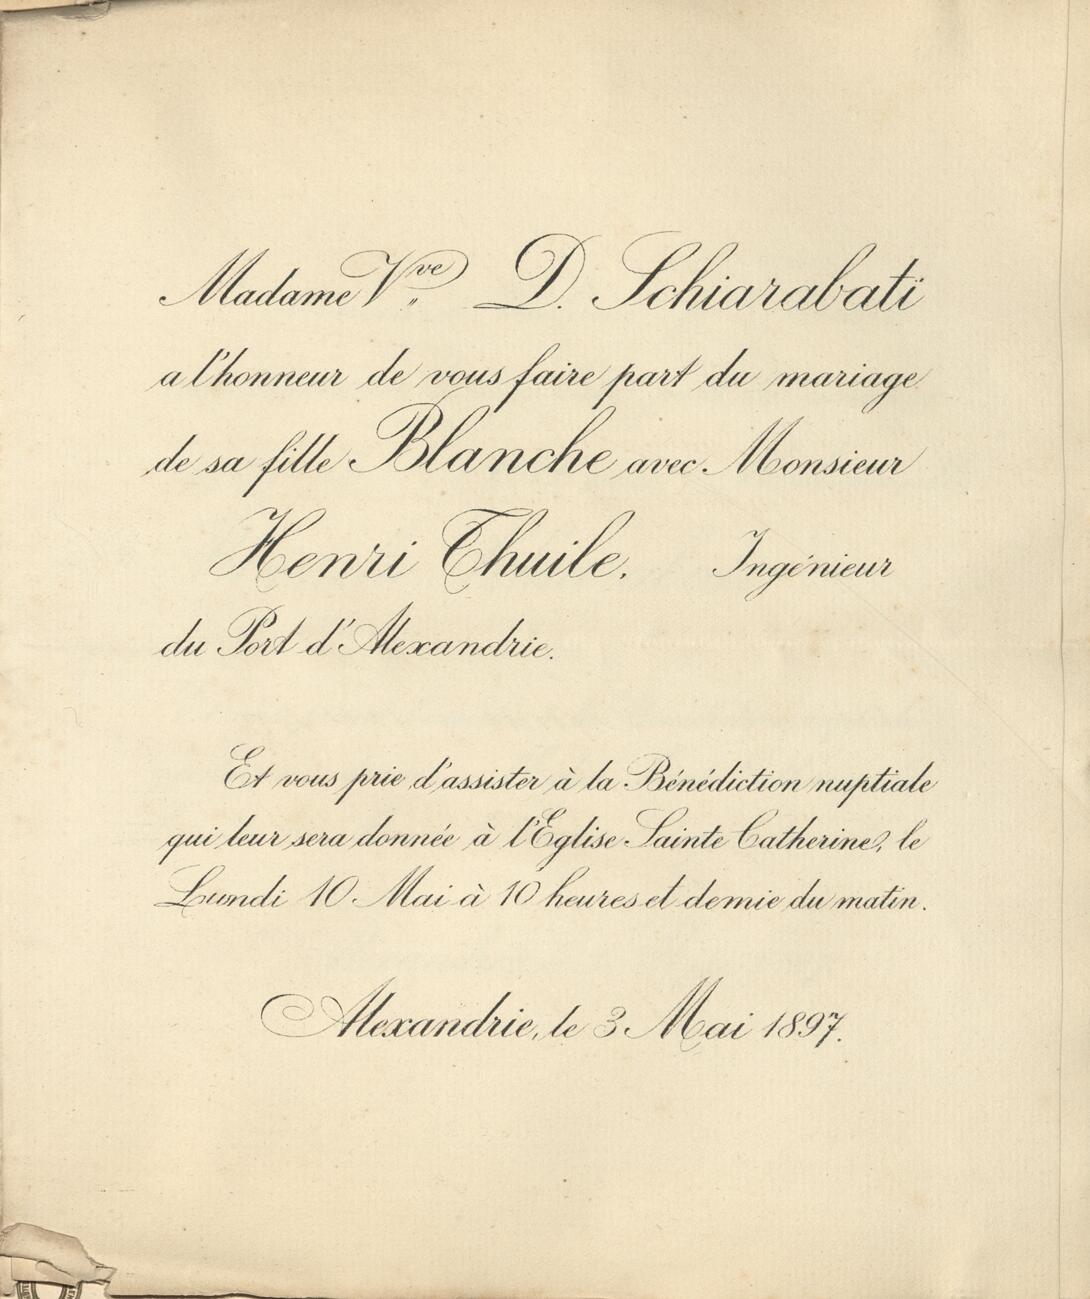 Madame Vve D. Schiarabati
a l'honneur de vous faire part du mariage
de sa fille Blanche avec Monsieur
Henri Thuile, Ingénieur
du Port d'Alexandrie.
Et vous prie d'assister à la Bénédiction nuptiale
qui leur sera donnée à l'Eglise Sainte Catherine, le
Lundi 10 Mai à 10 heures et demie du matin.
Alexandrie, le 3 Mai 1897.